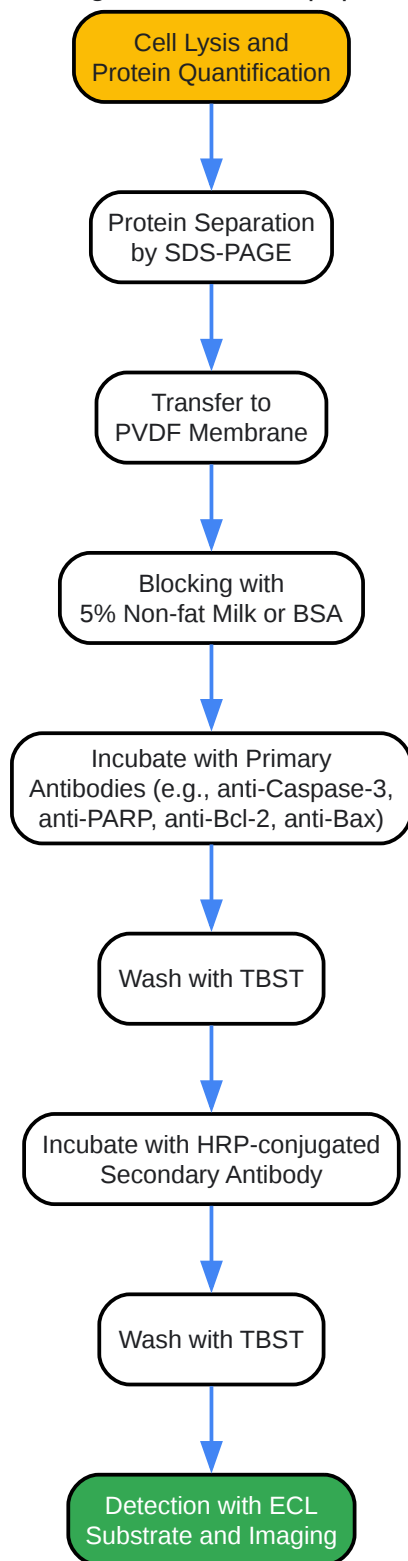 Cell Lysis and
Protein Quantification
Protein Separation
by SDS-PAGE
Transfer to
PVDF Membrane
Blocking with
5% Non-fat Milk or BSA
Incubate with Primary
Antibodies (e.g., anti-Caspase-3,
anti-PARP, anti-Bcl-2, anti-Bax)
Wash with TBST
Incubate with HRP-conjugated
Secondary Antibody
Wash with TBST
Detection with ECL
Substrate and Imaging